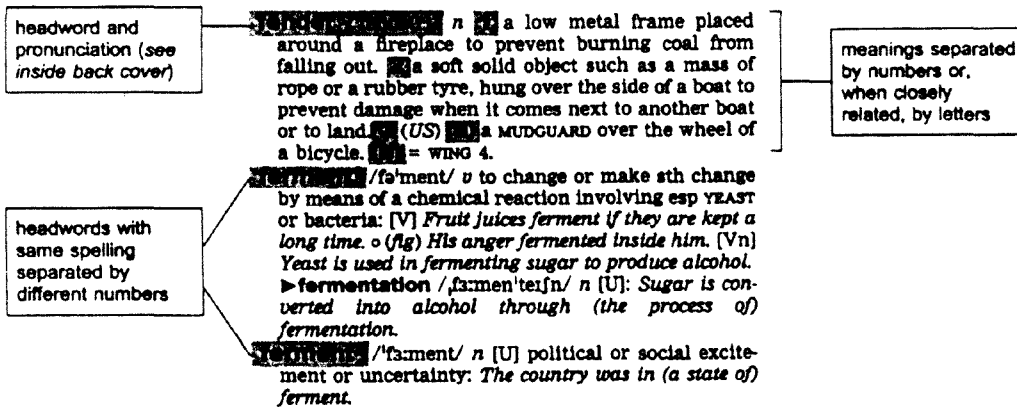 headword and
pronunciation (see
inside back cover)
n a low metal frame placed
around a fireplace to prevent burning coal from
falling out. a soft solid object such as a mass of
rope or a rubber tyre, hung over the side of a boat to
prevent damage when it comes next to another boat
or to land. (US) a MUDGUARD over the wheel of
a bicycle. = WING 4.
meanings separated
by numbers or,
when closely
related, by letters
headwords with
same spelling
separated by
different numbers
/fə'ment/ v to change or make sth change
by means of a chemical reaction involving esp YEAST
or bacteria: [V] Fruit juices ferment if they are kept a
long time. ○ (fig) His anger fermented inside him. [Vn]
Yeast is used in fermenting sugar to produce alcohol.
▶fermentation /ˌfɜːmen'teɪʃn/ n [U]: Sugar is con-
verted into alcohol through (the process of)
fermentation.
/'fɜːment/ n [U] political or social excite-
ment or uncertainty: The country was in (a state of)
ferment.